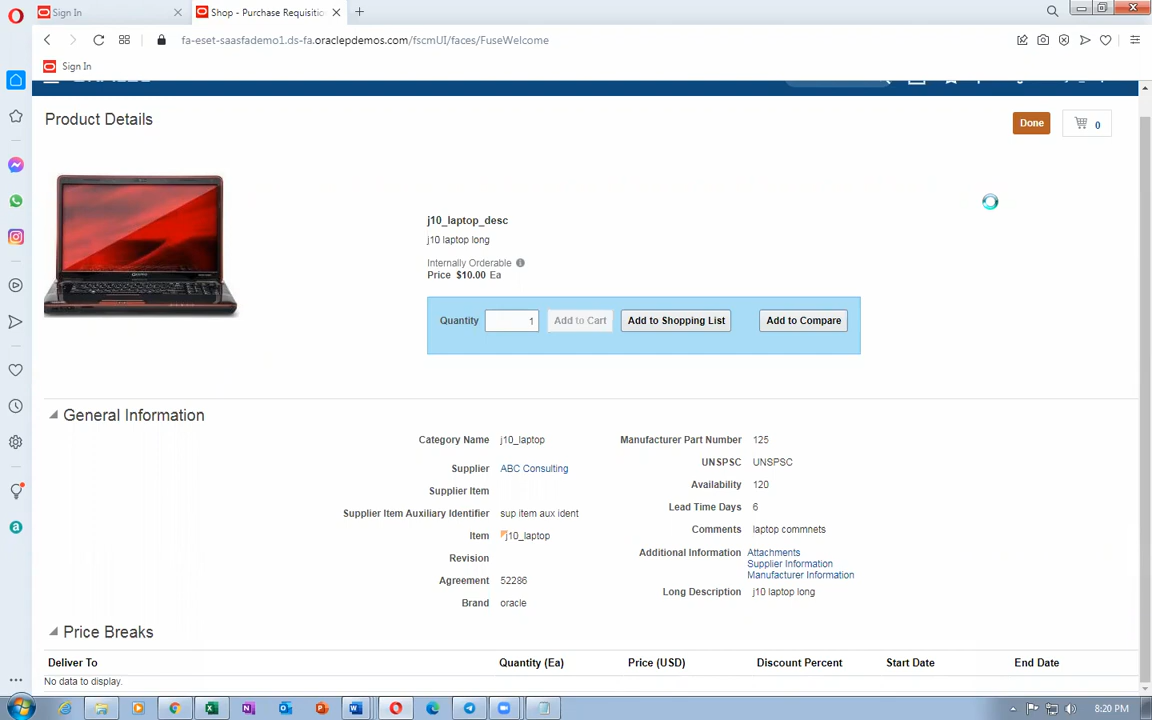 Sign In
Shop - Purchase Requisitio
fa-eset-saasfademo1.ds-fa.oraclepdemos.com/fscmUI/faces/FuseWelcome
Sign In
Product Details
Done
0
j10_laptop_desc
j10 laptop long
Internally Orderable
Price $10.00 Ea
Quantity 1 Add to Cart Add to Shopping List Add to Compare
General Information
Category Name j10_laptop
Supplier ABC Consulting
Supplier Item
Supplier Item Auxiliary Identifier sup item aux ident
Item j10_laptop
Revision
Agreement 52286
Brand oracle
Manufacturer Part Number 125
UNSPSC UNSPSC
Availability 120
Lead Time Days 6
Comments laptop commnets
Additional Information Attachments
Supplier Information
Manufacturer Information
Long Description j10 laptop long
Price Breaks
Deliver To Quantity (Ea) Price (USD) Discount Percent Start Date End Date
No data to display.
8:20 PM